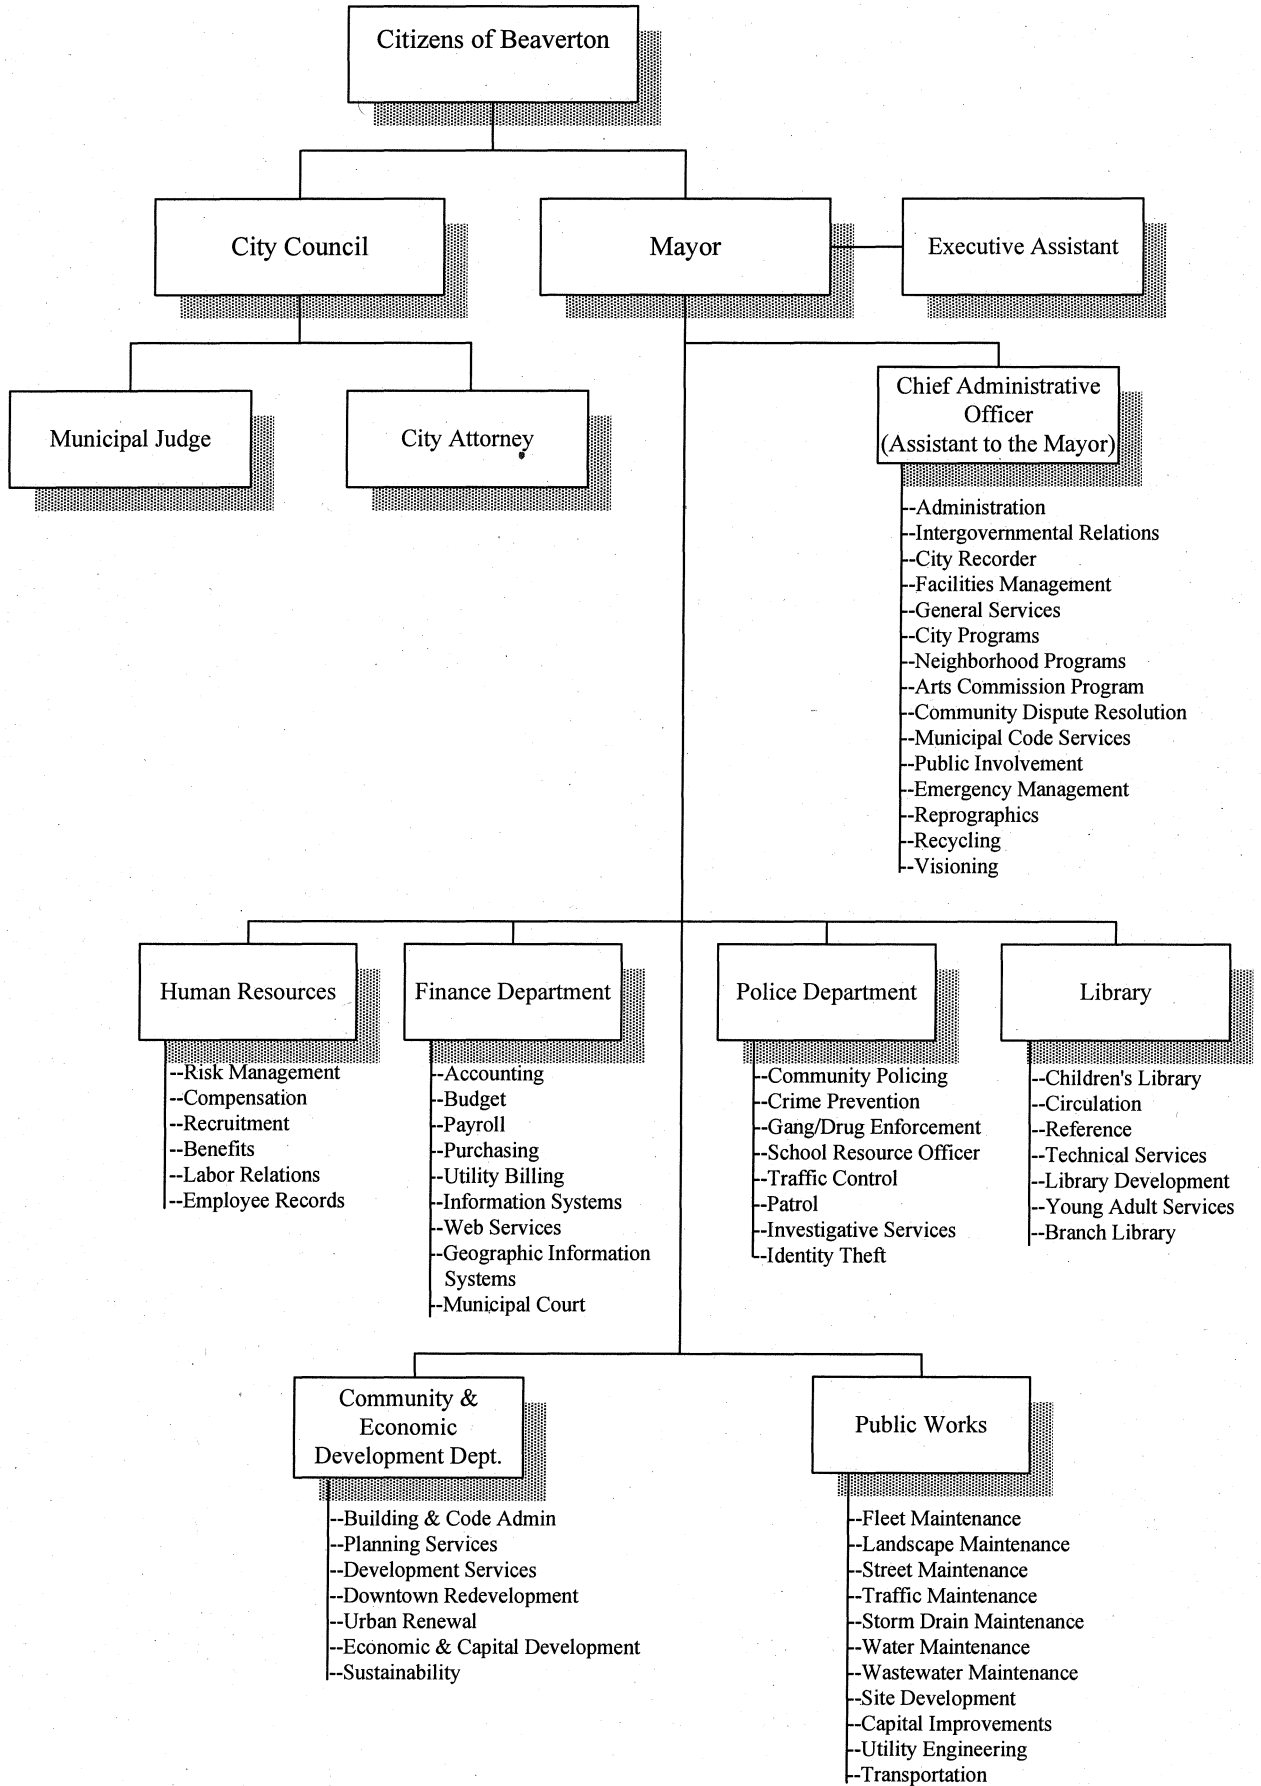 Citizens of Beaverton
City Council
Mayor
Executive Assistant
Municipal Judge
City Attorney
Chief Administrative
Officer
(Assistant to the Mayor)
--Administration
--Intergovernmental Relations
--City Recorder
--Facilities Management
--General Services
--City Programs
--Neighborhood Programs
--Arts Commission Program
--Community Dispute Resolution
--Municipal Code Services
--Public Involvement
--Emergency Management
--Reprographics
--Recycling
--Visioning
Human Resources
--Risk Management
--Compensation
--Recruitment
--Benefits
--Labor Relations
--Employee Records
Finance Department
--Accounting
--Budget
--Payroll
--Purchasing
--Utility Billing
--Information Systems
--Web Services
--Geographic Information
Systems
--Municipal Court
Police Department
--Community Policing
--Crime Prevention
--Gang/Drug Enforcement
--School Resource Officer
--Traffic Control
--Patrol
--Investigative Services
--Identity Theft
Library
--Children's Library
--Circulation
--Reference
--Technical Services
--Library Development
--Young Adult Services
--Branch Library
Community &
Economic
Development Dept.
--Building & Code Admin
--Planning Services
--Development Services
--Downtown Redevelopment
--Urban Renewal
--Economic & Capital Development
--Sustainability
Public Works
--Fleet Maintenance
--Landscape Maintenance
--Street Maintenance
--Traffic Maintenance
--Storm Drain Maintenance
--Water Maintenance
--Wastewater Maintenance
--Site Development
--Capital Improvements
--Utility Engineering
--Transportation